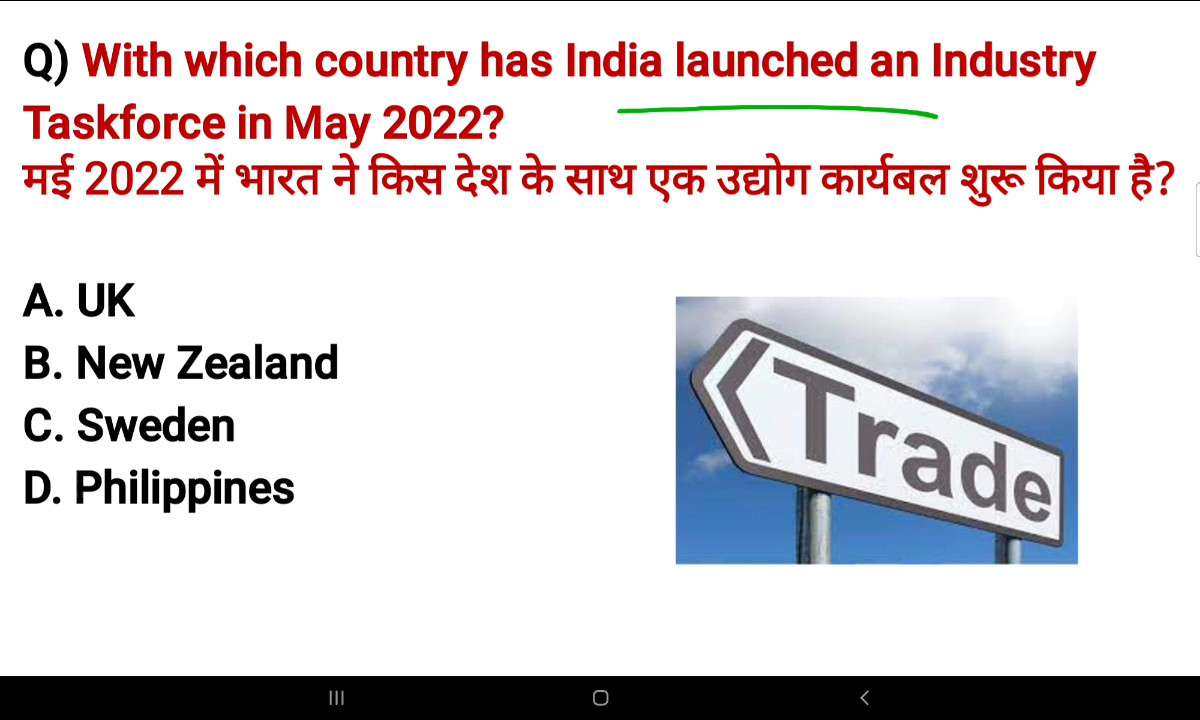 Q) With which country has India launched an Industry
Taskforce in May 2022?
मई 2022 में भारत ने किस देश के साथ एक उद्योग कार्यबल शुरू किया है?
A. UK
B. New Zealand
C. Sweden
D. Philippines
Trade